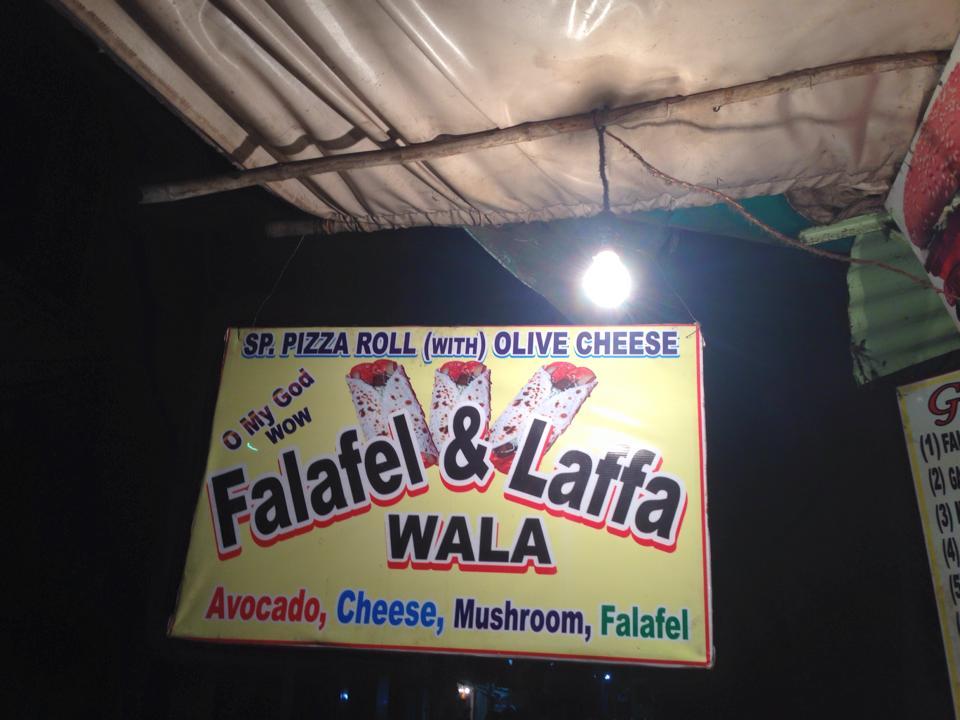 SP. PIZZA ROLL (WITH) OLIVE CHEESE
O My God
wow
Falafel & Laffa
WALA
Avocado, Cheese, Mushroom, Falafel
G
(1) FA
(2) G
(3)
(4)
(5